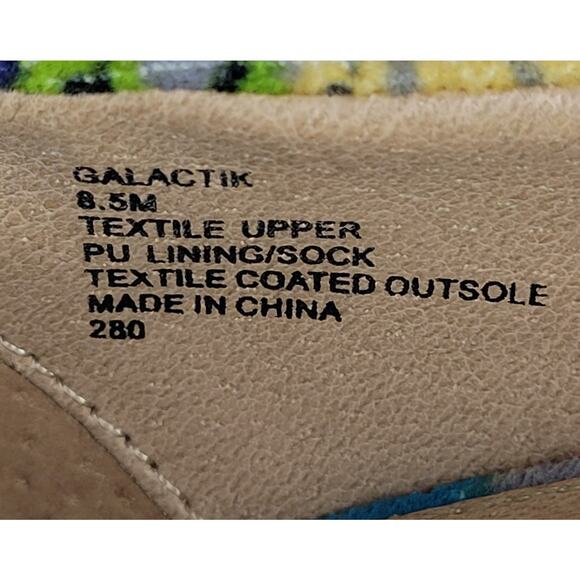 GALACTIK
8.5M
TEXTILE UPPER
PU LINING/SOCK
TEXTILE COATED OUTSOLE
MADE IN CHINA
280